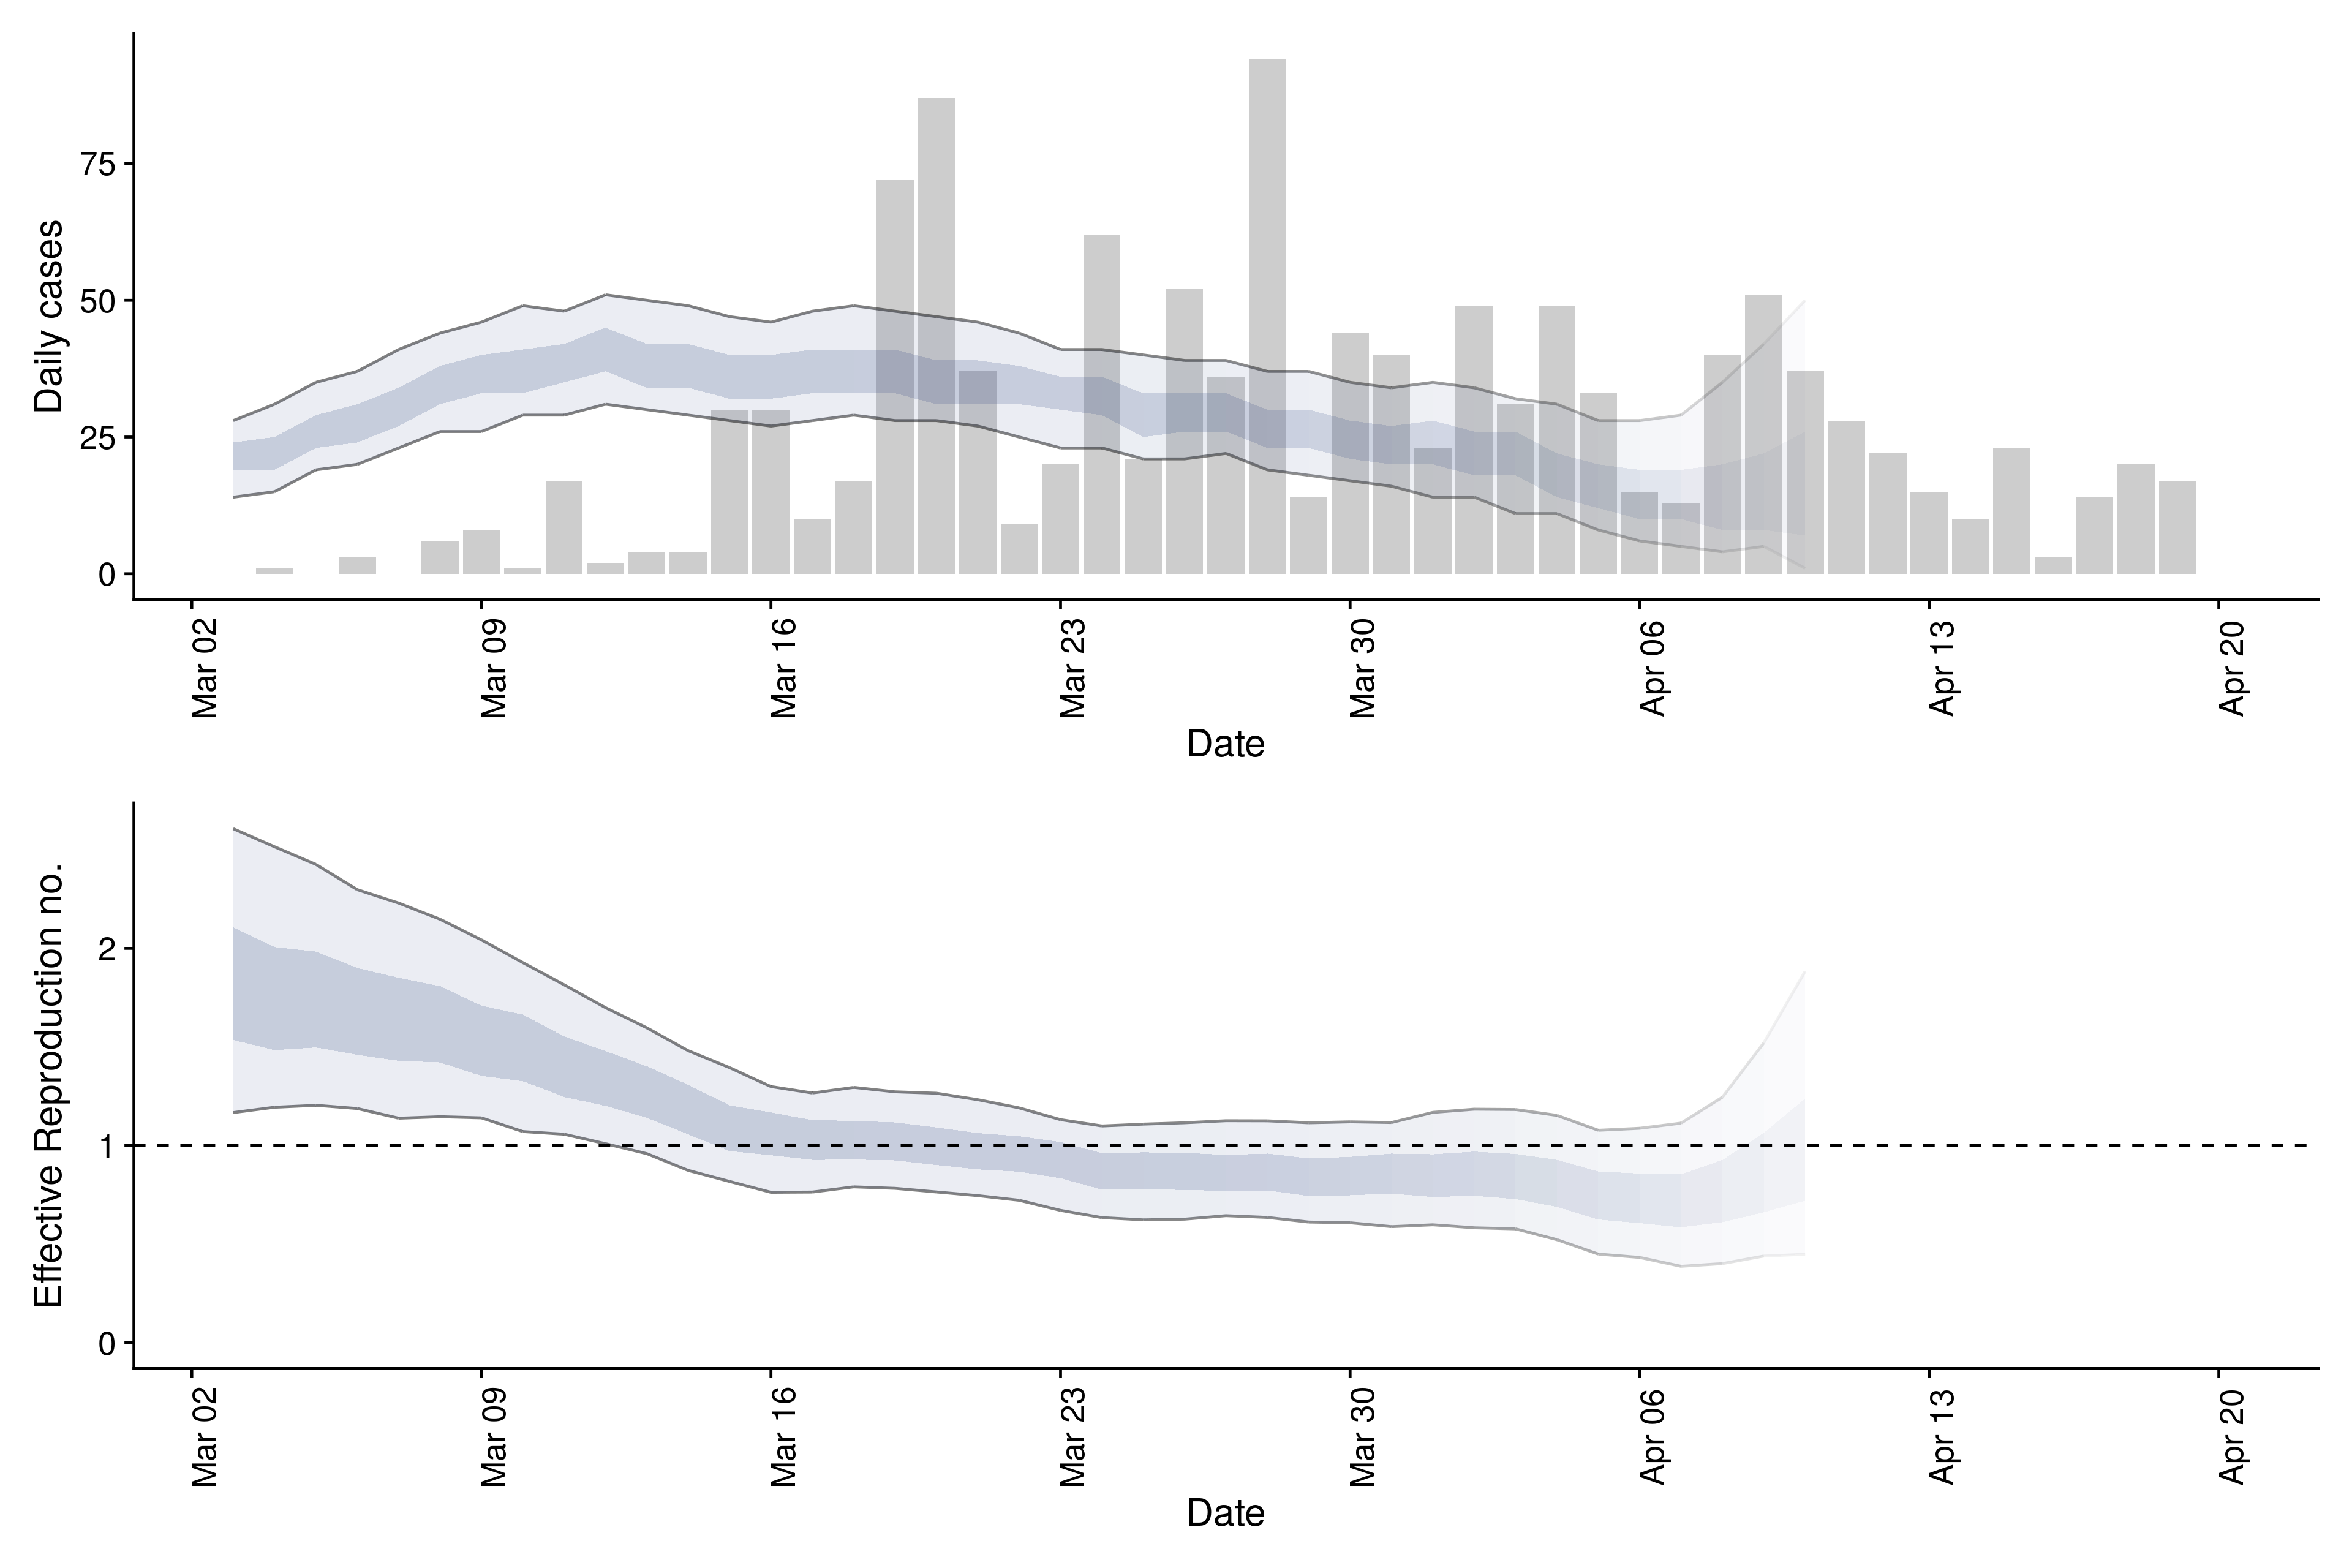 Daily cases
75
50
25
0
Mar 02
Mar 09
Mar 16
Mar 23
Mar 30
Apr 06
Apr 13
Apr 20
Date
Effective Reproduction no.
2
1
0
Mar 02
Mar 09
Mar 16
Mar 23
Mar 30
Apr 06
Apr 13
Apr 20
Date